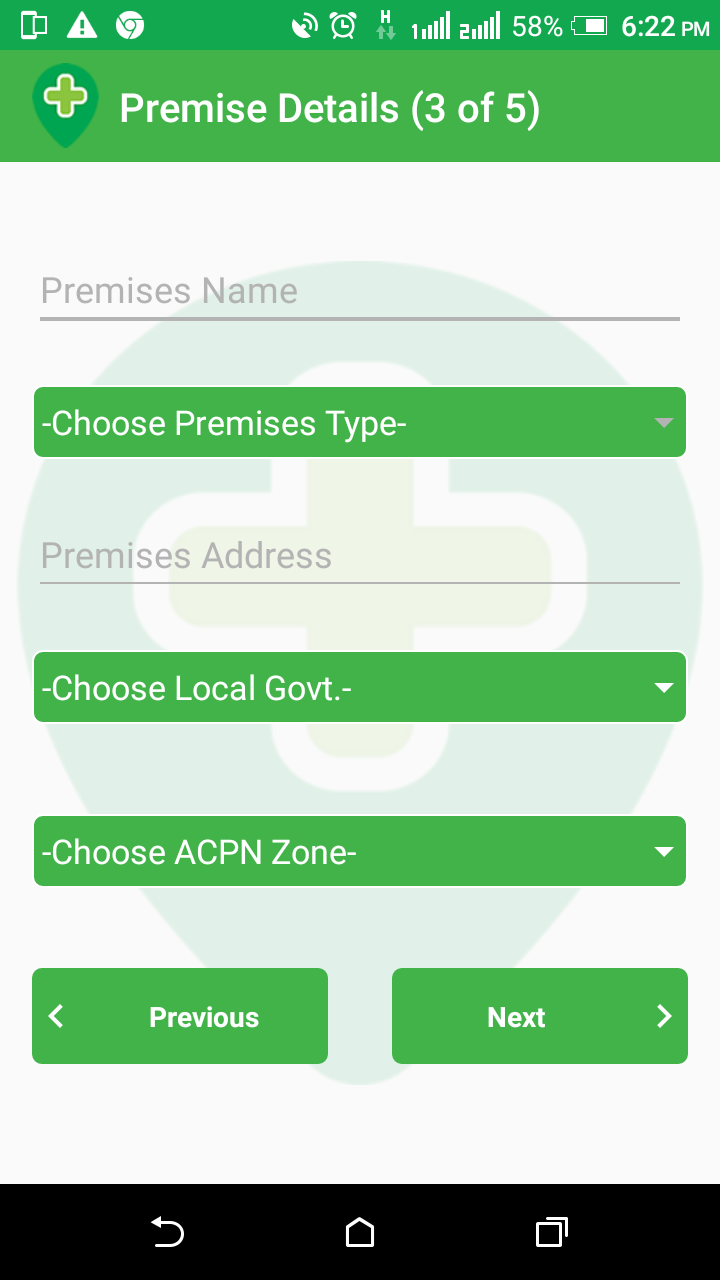 H 1 2 58% 6:22 PM
Premise Details (3 of 5)
Premises Name
-Choose Premises Type-
Premises Address
-Choose Local Govt.-
-Choose ACPN Zone-
Previous Next